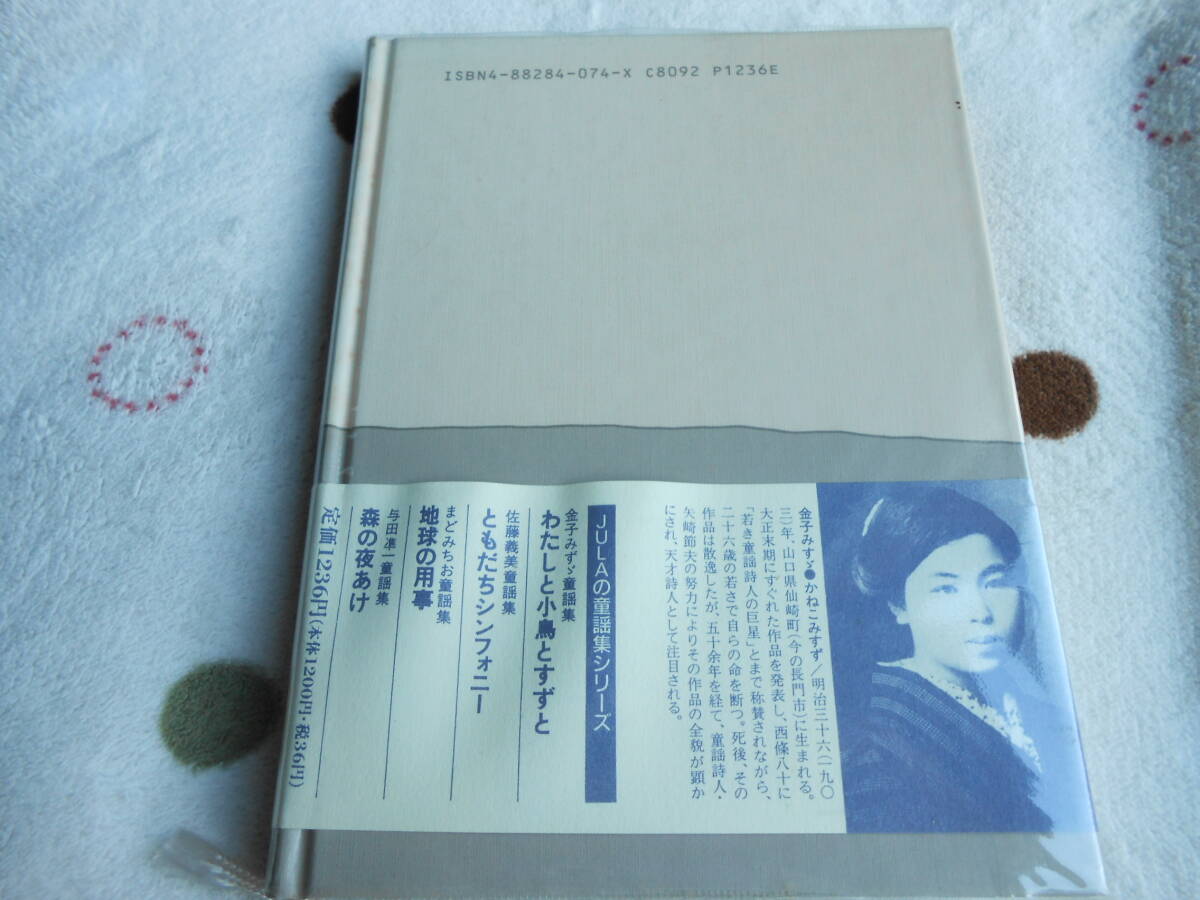 ISBN4-88284-074-X C8092 P1236E
金子みすゞ●かねこみすず/明治三十六(一九〇
三)年、山口県仙崎町(今の長門市)に生まれる。
大正末期にすぐれた作品を発表し、西條八十に
「若き童謡詩人の巨星」とまで称賛されながら、
二十六歳の若さで自らの命を断つ。死後、その
作品は散逸したが、五十余年を経て、童謡詩人・
矢崎節夫の努力によりその作品の全貌が顕か
にされ、天才詩人として注目される。
JULAの童謡集シリーズ
金子みすゞ童謡集
わたしと小鳥とすずと
佐藤義美童謡集
ともだちシンフォニー
まどみちお童謡集
地球の用事
与田凖一童謡集
森の夜あけ
定価1236円(本体1200円・税36円)